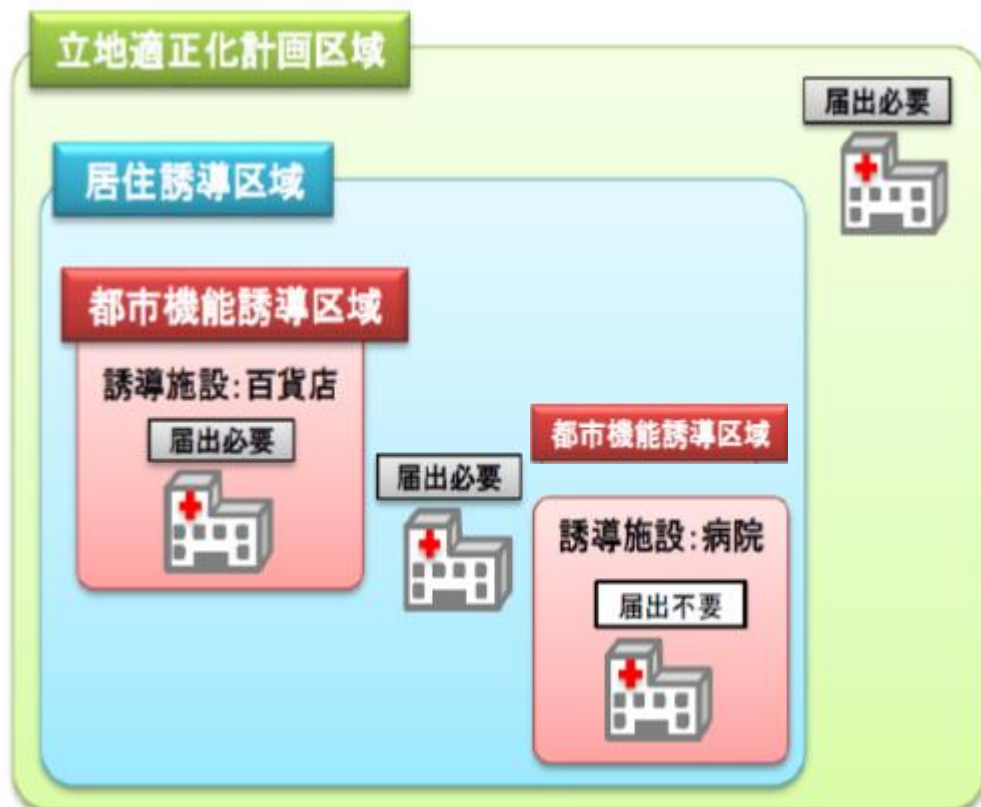 立地適正化計画区域
届出必要
居住誘導区域
都市機能誘導区域
誘導施設:百貨店
届出必要
届出必要
都市機能誘導区域
誘導施設:病院
届出不要